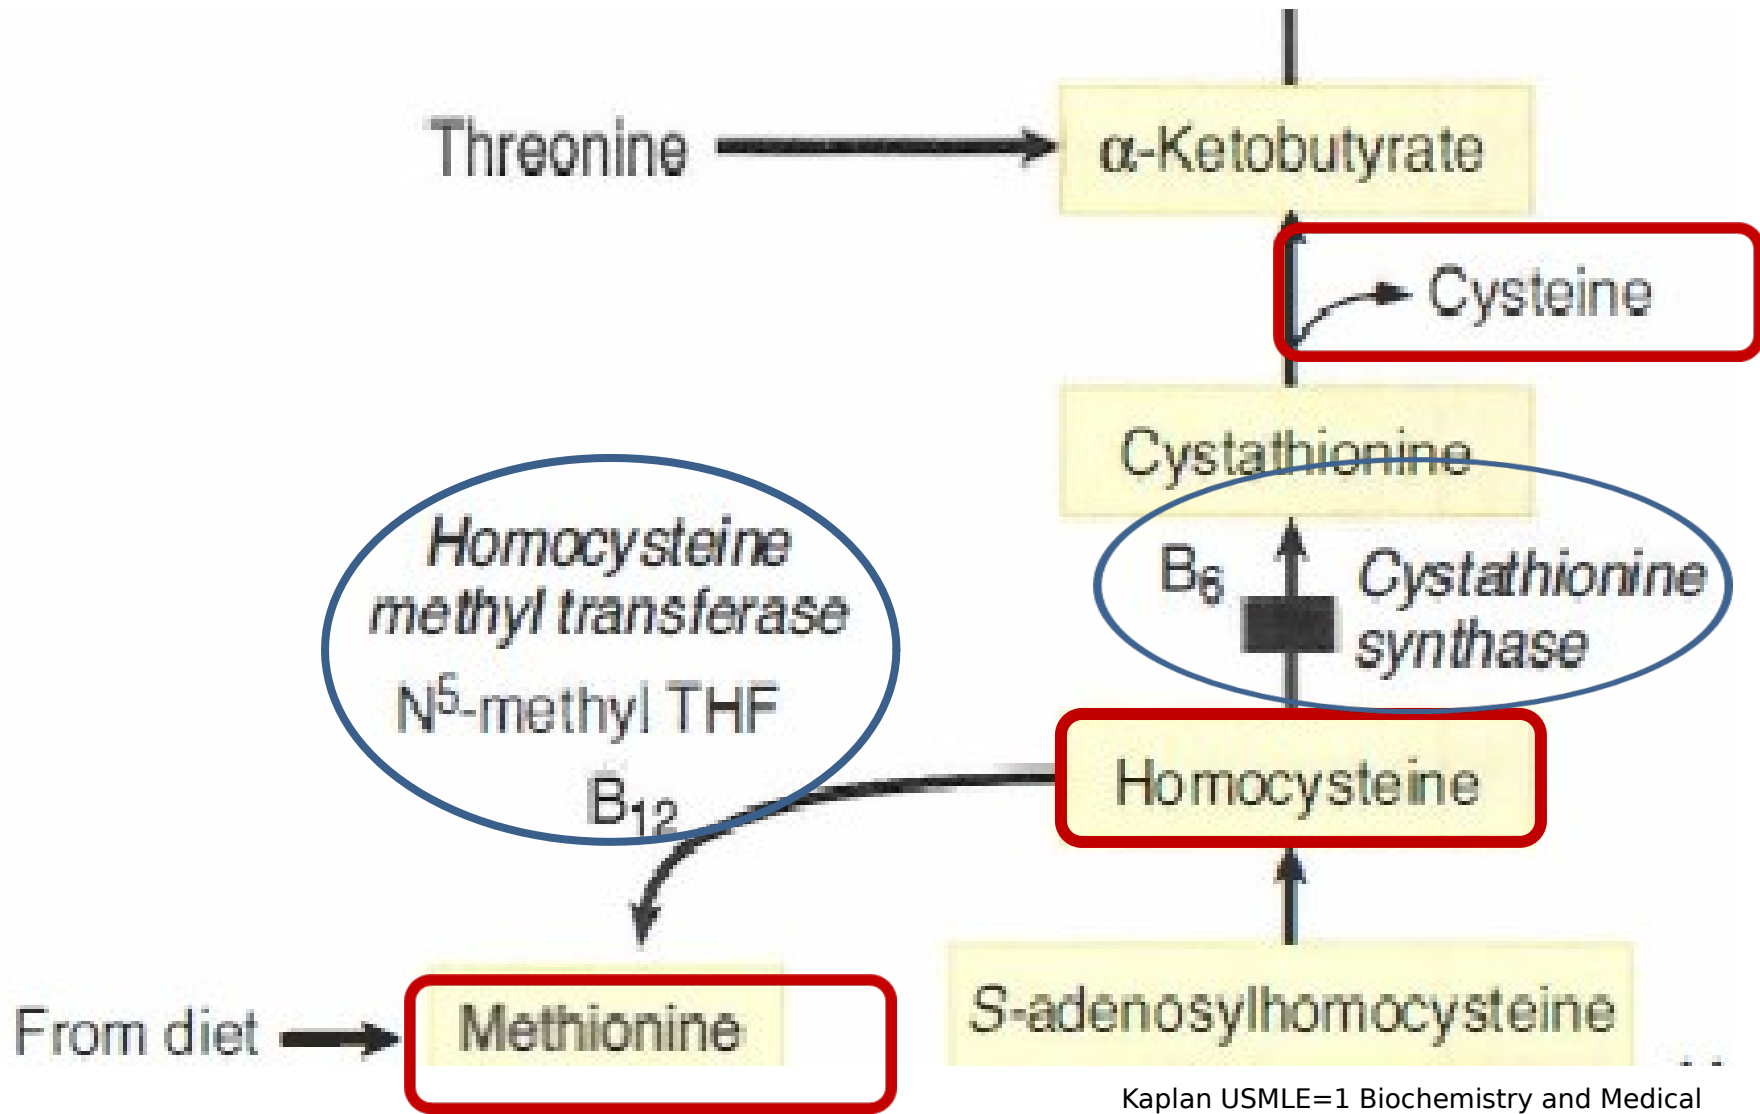 Threonine
α-Ketobutyrate
Cysteine
Cystathionine
Homocysteine
methyl transferase
N⁵-methyl THF
B₁₂
B₆
Cystathionine
synthase
Homocysteine
From diet
Methionine
S-adenosylhomocysteine
Kaplan USMLE=1 Biochemistry and Medical